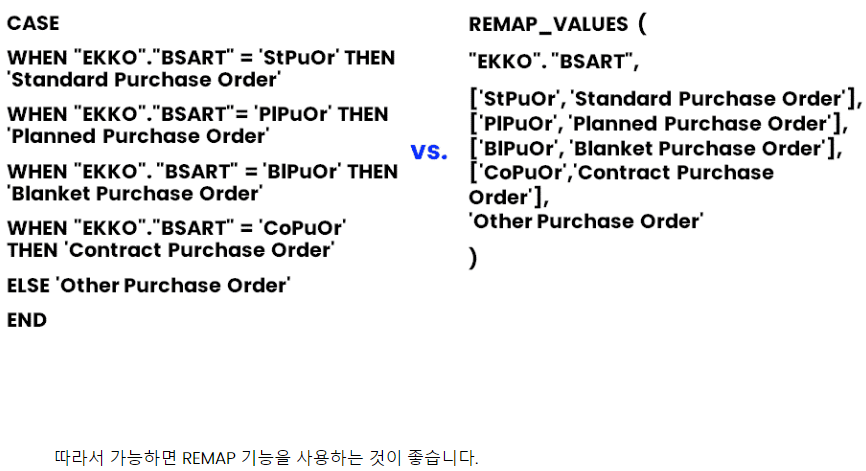 CASE
WHEN "EKKO"."BSART" = 'StPuOr' THEN
'Standard Purchase Order'
WHEN "EKKO"."BSART"= 'PlPuOr' THEN
'Planned Purchase Order'
WHEN "EKKO". "BSART" = 'BlPuOr' THEN
'Blanket Purchase Order'
WHEN "EKKO"."BSART" = 'CoPuOr'
THEN 'Contract Purchase Order'
ELSE 'Other Purchase Order'
END
vs.
REMAP_VALUES (
"EKKO". "BSART",
['StPuOr', 'Standard Purchase Order'],
['PlPuOr', 'Planned Purchase Order'],
['BlPuOr', 'Blanket Purchase Order'],
['CoPuOr','Contract Purchase
Order'],
'Other Purchase Order'
)
따라서 가능하면 REMAP 기능을 사용하는 것이 좋습니다.